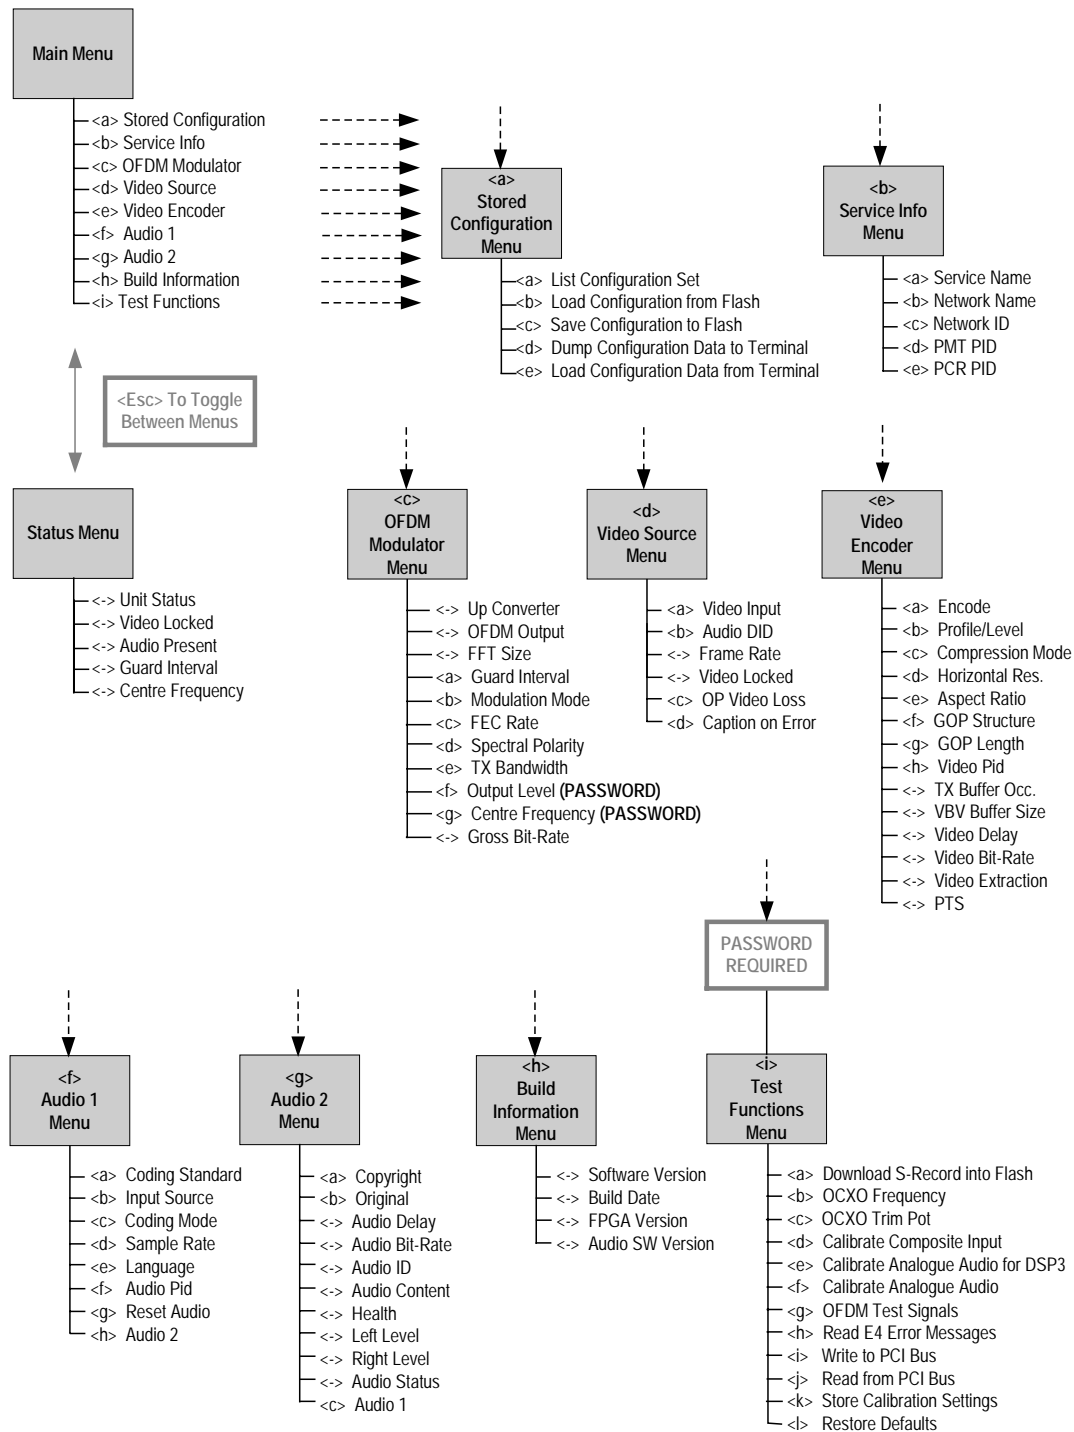 Main Menu
<a> Stored Configuration
<b> Service Info
<c> OFDM Modulator
<d> Video Source
<e> Video Encoder
<f> Audio 1
<g> Audio 2
<h> Build Information
<i> Test Functions
<a>
Stored
Configuration
Menu
<a> List Configuration Set
<b> Load Configuration from Flash
<c> Save Configuration to Flash
<d> Dump Configuration Data to Terminal
<e> Load Configuration Data from Terminal
<b>
Service Info
Menu
<a> Service Name
<b> Network Name
<c> Network ID
<d> PMT PID
<e> PCR PID
<Esc> To Toggle
Between Menus
Status Menu
<-> Unit Status
<-> Video Locked
<-> Audio Present
<-> Guard Interval
<-> Centre Frequency
<c>
OFDM
Modulator
Menu
<-> Up Converter
<-> OFDM Output
<-> FFT Size
<a> Guard Interval
<b> Modulation Mode
<c> FEC Rate
<d> Spectral Polarity
<e> TX Bandwidth
<f> Output Level (PASSWORD)
<g> Centre Frequency (PASSWORD)
<-> Gross Bit-Rate
<d>
Video Source
Menu
<a> Video Input
<b> Audio DID
<-> Frame Rate
<-> Video Locked
<c> OP Video Loss
<d> Caption on Error
<e>
Video
Encoder
Menu
<a> Encode
<b> Profile/Level
<c> Compression Mode
<d> Horizontal Res.
<e> Aspect Ratio
<f> GOP Structure
<g> GOP Length
<h> Video Pid
<-> TX Buffer Occ.
<-> VBV Buffer Size
<-> Video Delay
<-> Video Bit-Rate
<-> Video Extraction
<-> PTS
PASSWORD
REQUIRED
<f>
Audio 1
Menu
<a> Coding Standard
<b> Input Source
<c> Coding Mode
<d> Sample Rate
<e> Language
<f> Audio Pid
<g> Reset Audio
<h> Audio 2
<g>
Audio 2
Menu
<a> Copyright
<b> Original
<-> Audio Delay
<-> Audio Bit-Rate
<-> Audio ID
<-> Audio Content
<-> Health
<-> Left Level
<-> Right Level
<-> Audio Status
<c> Audio 1
<h>
Build
Information
Menu
<-> Software Version
<-> Build Date
<-> FPGA Version
<-> Audio SW Version
<i>
Test
Functions
Menu
<a> Download S-Record into Flash
<b> OCXO Frequency
<c> OCXO Trim Pot
<d> Calibrate Composite Input
<e> Calibrate Analogue Audio for DSP3
<f> Calibrate Analogue Audio
<g> OFDM Test Signals
<h> Read E4 Error Messages
<i> Write to PCI Bus
<j> Read from PCI Bus
<k> Store Calibration Settings
<l> Restore Defaults